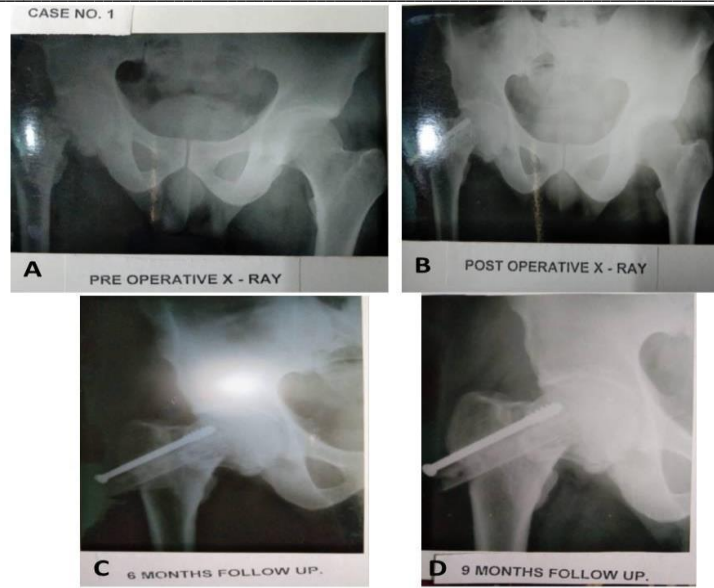 CASE NO. 1
A
PRE OPERATIVE X - RAY
B
POST OPERATIVE X - RAY
C
6 MONTHS FOLLOW UP.
D
9 MONTHS FOLLOW UP.